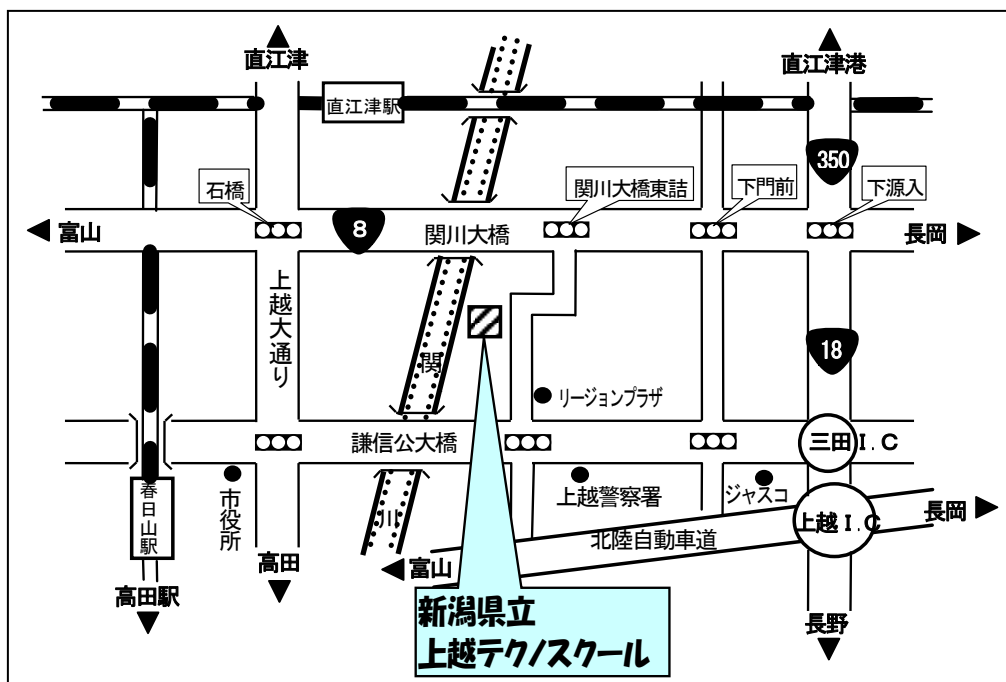 直江津
直江津港
直江津駅
350
石橋
関川大橋東詰
下門前
下源入
富山
8
関川大橋
長岡
上越大通り
関
18
リージョンプラザ
謙信公大橋
三田I.C
春日山駅
市役所
川
上越警察署
ジャスコ
上越I.C
長岡
北陸自動車道
高田
富山
高田駅
新潟県立
上越テクノスクール
長野